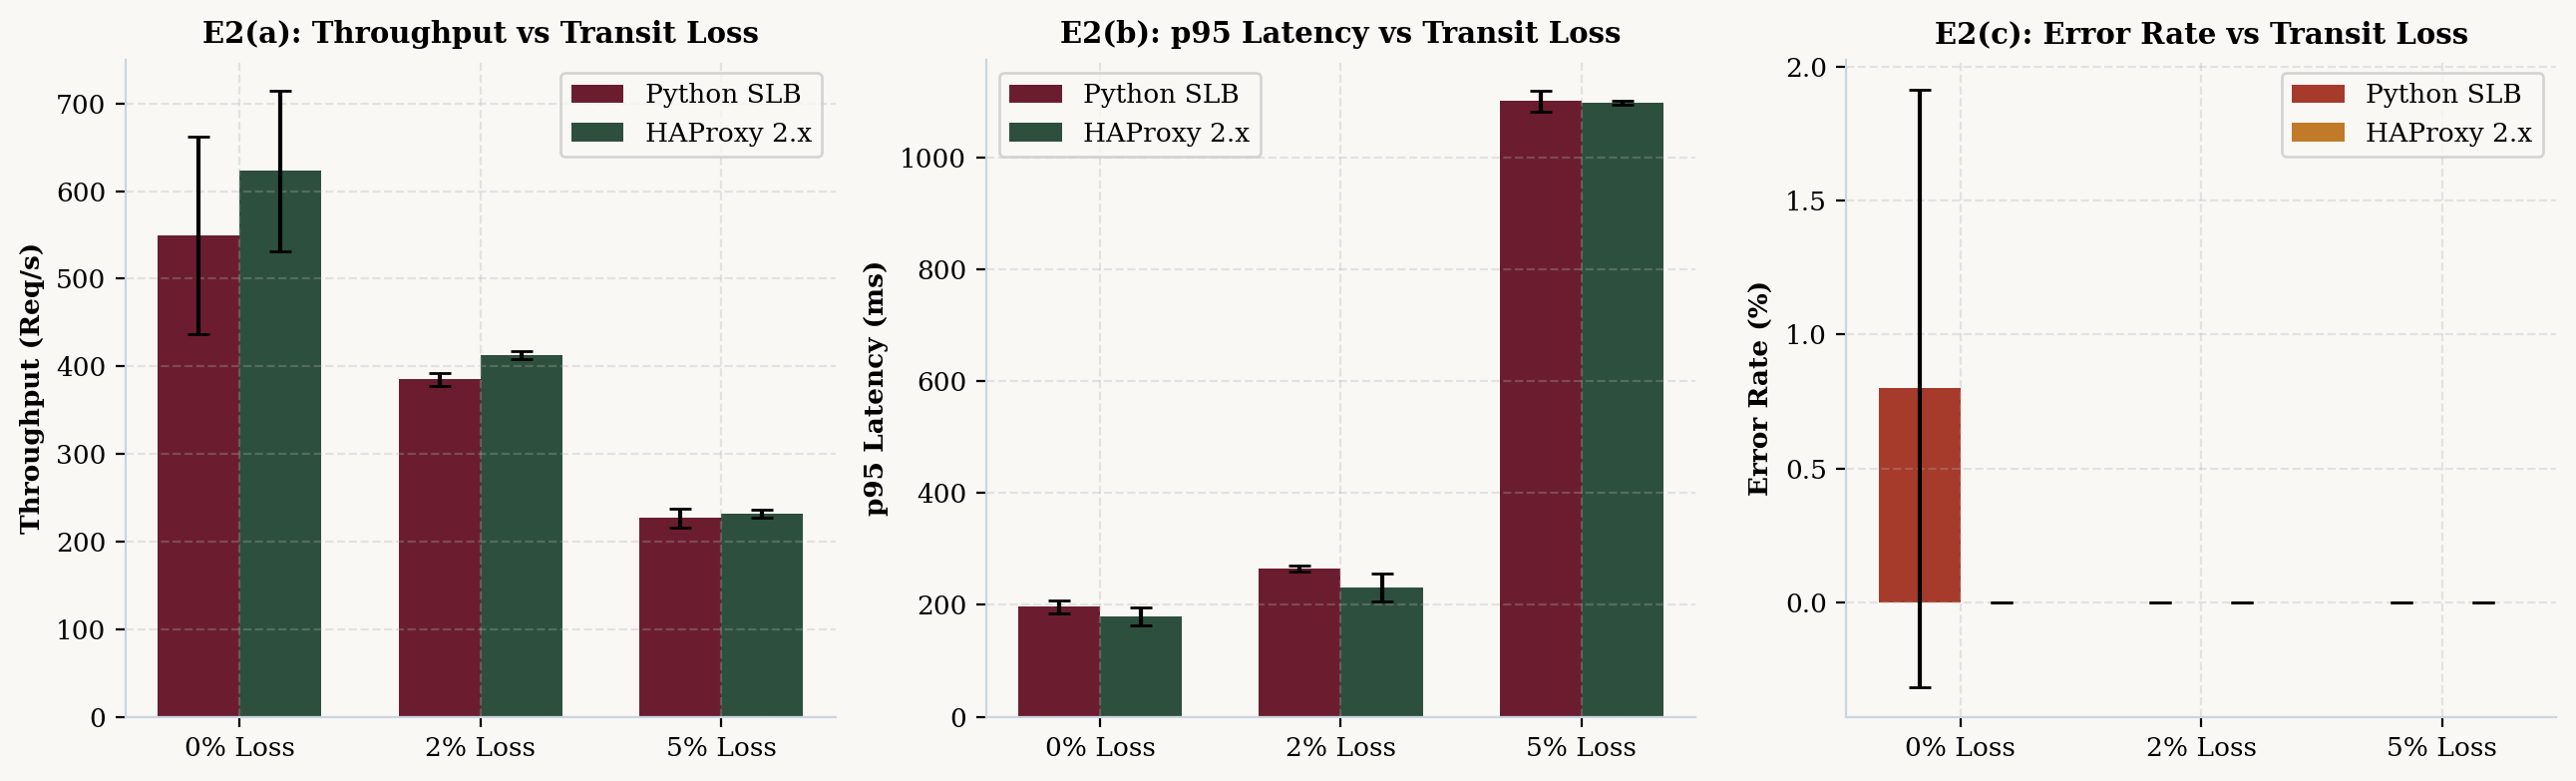 E2(a): Throughput vs Transit Loss
Throughput (Req/s)
700
600
500
400
300
200
100
0
Python SLB
HAProxy 2.x
0% Loss
2% Loss
5% Loss
E2(b): p95 Latency vs Transit Loss
p95 Latency (ms)
1000
800
600
400
200
0
Python SLB
HAProxy 2.x
0% Loss
2% Loss
5% Loss
E2(c): Error Rate vs Transit Loss
Error Rate (%)
2.0
1.5
1.0
0.5
0.0
Python SLB
HAProxy 2.x
0% Loss
2% Loss
5% Loss